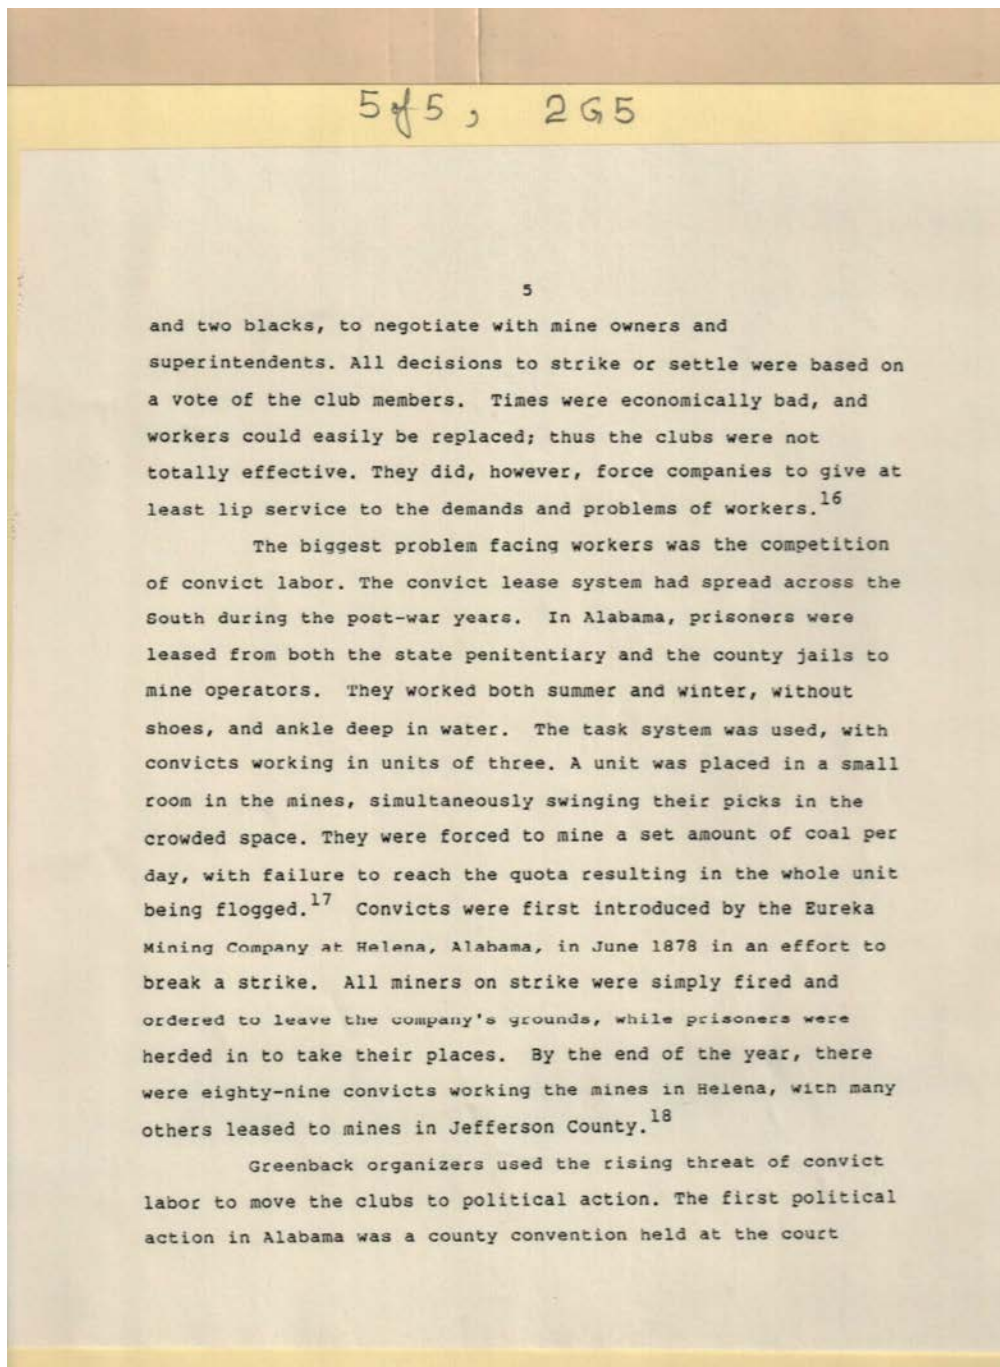 5 of 5, 2G5
5
and two blacks, to negotiate with mine owners and
superintendents. All decisions to strike or settle were based on
a vote of the club members. Times were economically bad, and
workers could easily be replaced; thus the clubs were not
totally effective. They did, however, force companies to give at
least lip service to the demands and problems of workers.16
The biggest problem facing workers was the competition
of convict labor. The convict lease system had spread across the
South during the post-war years. In Alabama, prisoners were
leased from both the state penitentiary and the county jails to
mine operators. They worked both summer and winter, without
shoes, and ankle deep in water. The task system was used, with
convicts working in units of three. A unit was placed in a small
room in the mines, simultaneously swinging their picks in the
crowded space. They were forced to mine a set amount of coal per
day, with failure to reach the quota resulting in the whole unit
being flogged.17 Convicts were first introduced by the Eureka
Mining Company at Helena, Alabama, in June 1878 in an effort to
break a strike. All miners on strike were simply fired and
ordered to leave the company's grounds, while prisoners were
herded in to take their places. By the end of the year, there
were eighty-nine convicts working the mines in Helena, with many
others leased to mines in Jefferson County.18
Greenback organizers used the rising threat of convict
labor to move the clubs to political action. The first political
action in Alabama was a county convention held at the court